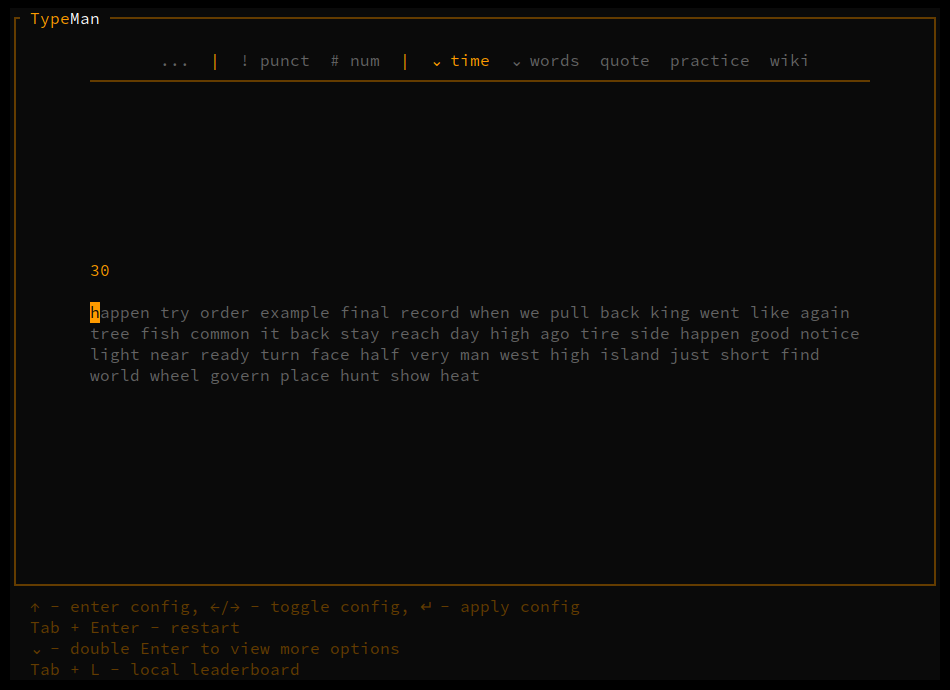 TypeMan
... | ! punct # num | ⌄ time ⌄ words quote practice wiki
30
happen try order example final record when we pull back king went like again
tree fish common it back stay reach day high ago tire side happen good notice
light near ready turn face half very man west high island just short find
world wheel govern place hunt show heat
↑ - enter config, ←/→ - toggle config, ↵ - apply config
Tab + Enter - restart
⌄ - double Enter to view more options
Tab + L - local leaderboard